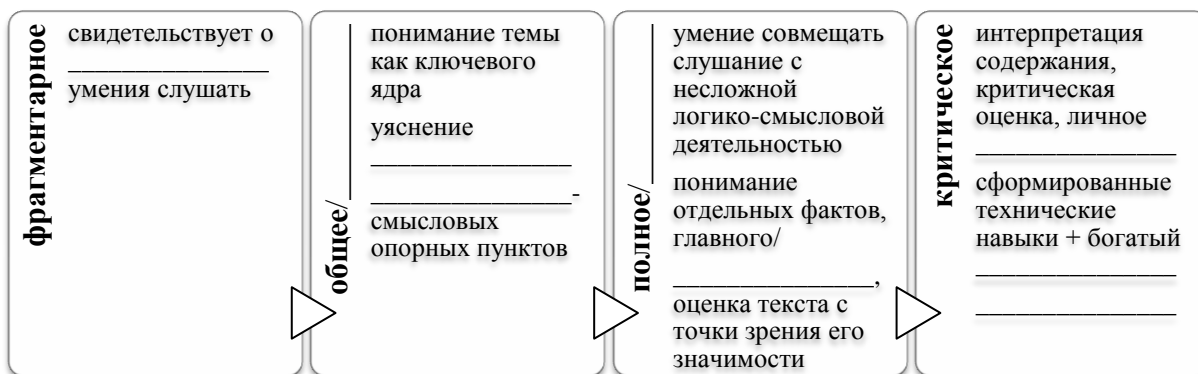 фрагментарное
свидетельствует о
_______________
умения слушать
общее/__________
понимание темы
как ключевого
ядра
уяснение
_______________
_______________-
смысловых
опорных пунктов
полное/__________
умение совмещать
слушание с
несложной
логико-смысловой
деятельностью
понимание
отдельных фактов,
главного/
_______________,
оценка текста с
точки зрения его
значимости
критическое
интерпретация
содержания,
критическая
оценка, личное
_______________
сформированные
технические
навыки + богатый
_______________
_______________